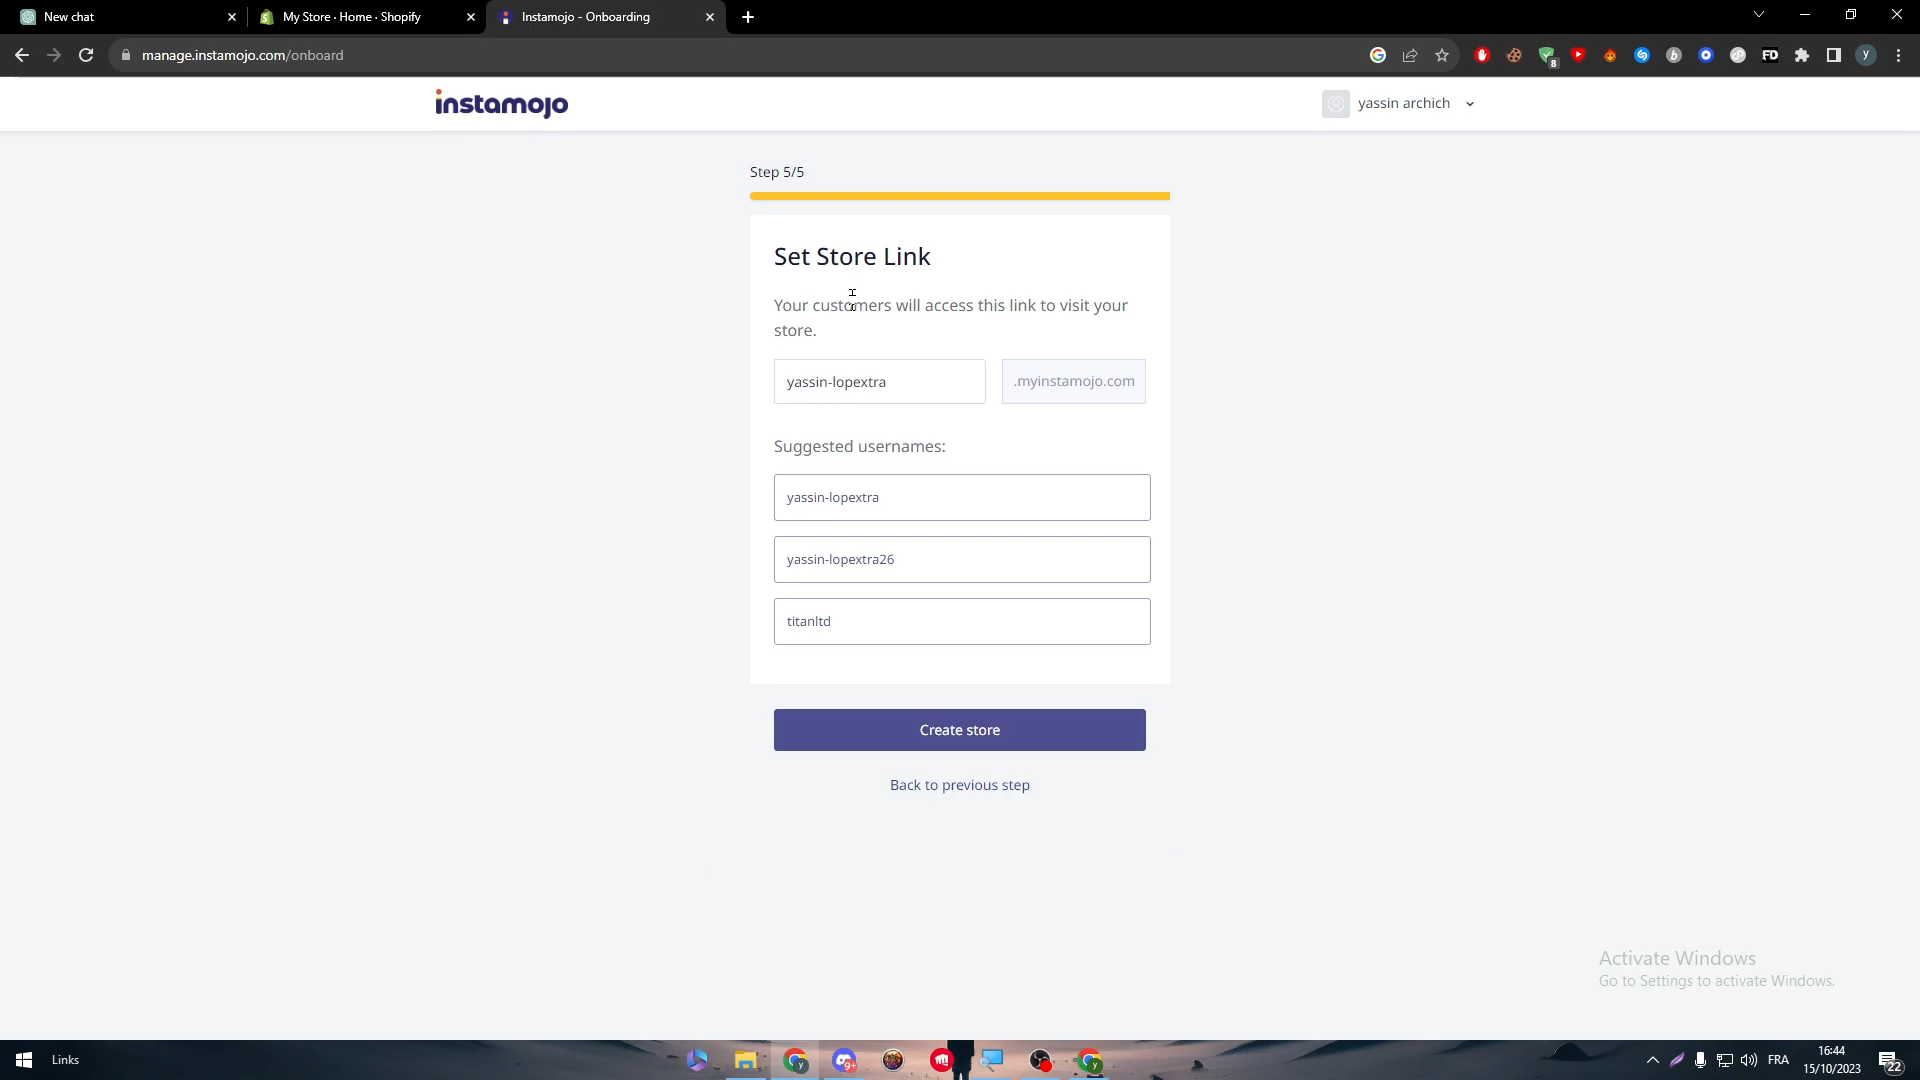 New chat
My Store · Home · Shopify
Instamojo - Onboarding
manage.instamojo.com/onboard
8
FD
y
instamojo
yassin archich
Step 5/5
Set Store Link
Your customers will access this link to visit your
store.
yassin-lopextra
.myinstamojo.com
Suggested usernames:
yassin-lopextra
yassin-lopextra26
titanltd
Create store
Back to previous step
Activate Windows
Go to Settings to activate Windows.
Links
9+
FRA
16:44
15/10/2023
22